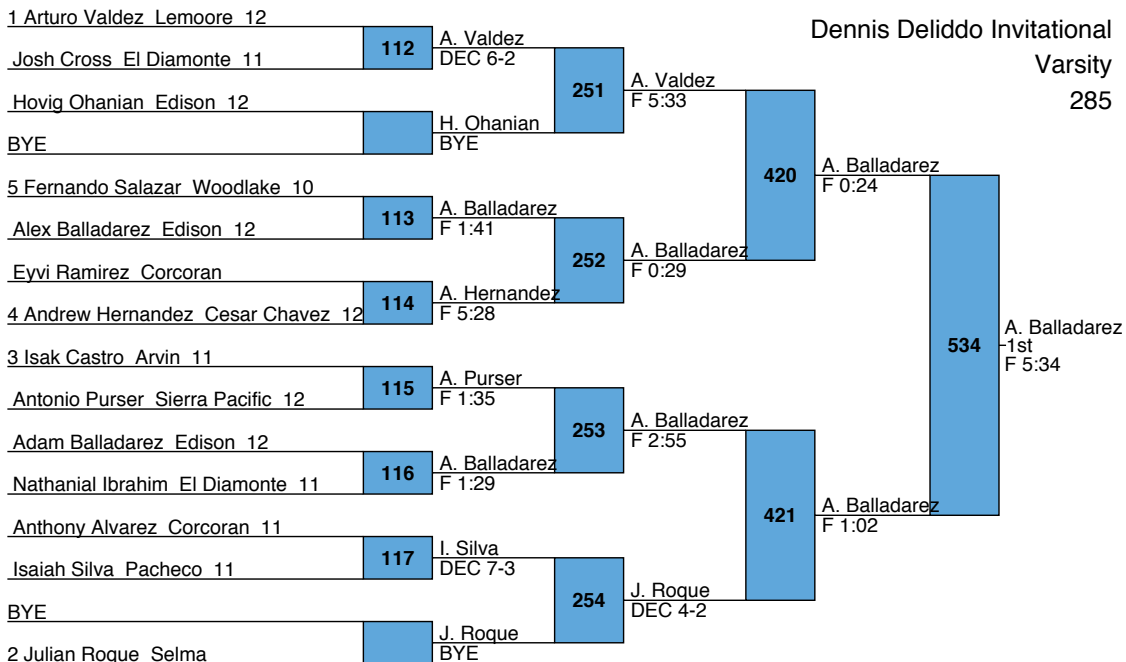 Dennis Deliddo Invitational
Varsity
285
1 Arturo Valdez Lemoore 12
Josh Cross El Diamonte 11
Hovig Ohanian Edison 12
BYE
5 Fernando Salazar Woodlake 10
Alex Balladarez Edison 12
Eyvi Ramirez Corcoran
4 Andrew Hernandez Cesar Chavez 12
3 Isak Castro Arvin 11
Antonio Purser Sierra Pacific 12
Adam Balladarez Edison 12
Nathanial Ibrahim El Diamonte 11
Anthony Alvarez Corcoran 11
Isaiah Silva Pacheco 11
BYE
2 Julian Roque Selma
112
A. Valdez
DEC 6-2
H. Ohanian
BYE
113
A. Balladarez
F 1:41
114
A. Hernandez
F 5:28
115
A. Purser
F 1:35
116
A. Balladarez
F 1:29
117
I. Silva
DEC 7-3
J. Roque
BYE
251
A. Valdez
F 5:33
252
A. Balladarez
F 0:29
253
A. Balladarez
F 2:55
254
J. Roque
DEC 4-2
420
A. Balladarez
F 0:24
421
A. Balladarez
F 1:02
534
A. Balladarez
1st
F 5:34